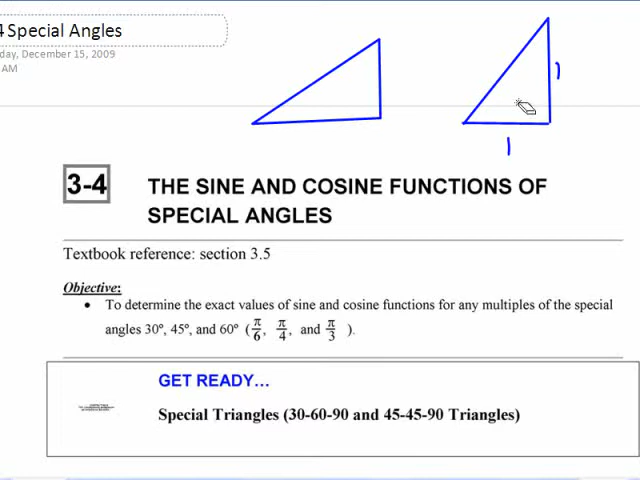 4 Special Angles
day, December 15, 2009
AM
1
1
3-4
THE SINE AND COSINE FUNCTIONS OF
SPECIAL ANGLES
Textbook reference: section 3.5
Objective:
• To determine the exact values of sine and cosine functions for any multiples of the special
angles 30º, 45º, and 60º (π/6, π/4, and π/3 ).
GET READY…
Special Triangles (30-60-90 and 45-45-90 Triangles)